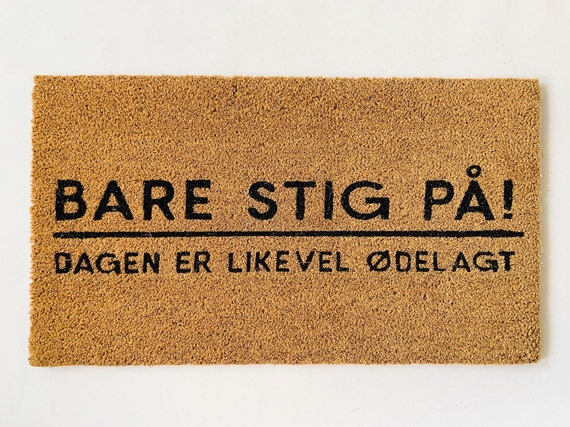 BARE STIG PÅ!
DAGEN ER LIKEVEL ØDELAGT